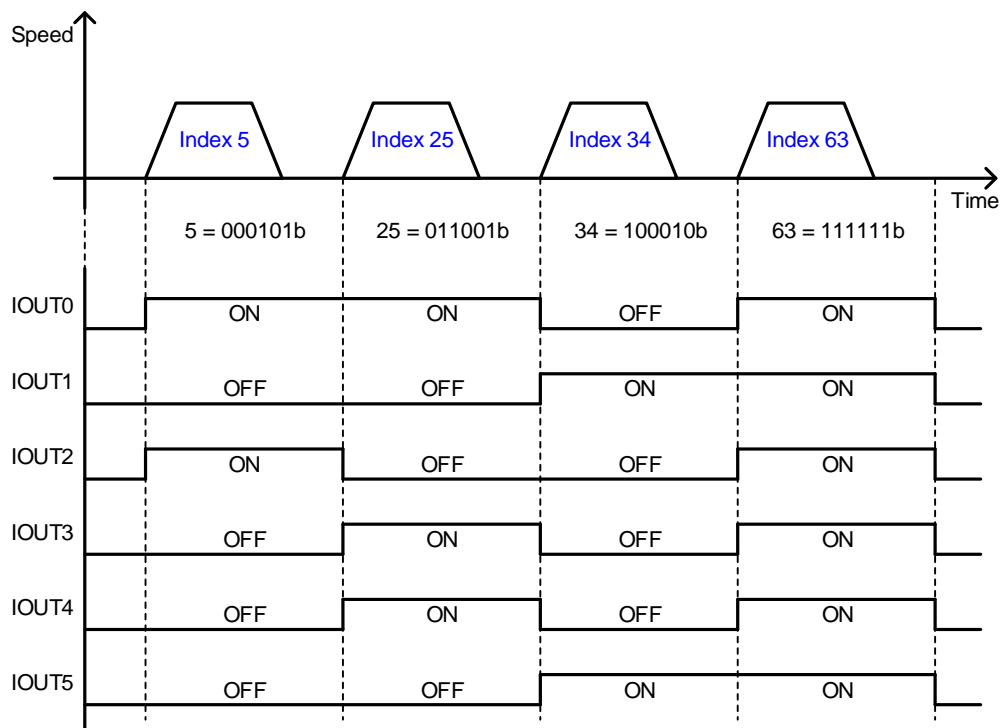 Speed
Index 5 Index 25 Index 34 Index 63
Time
5 = 000101b 25 = 011001b 34 = 100010b 63 = 111111b
IOUT0 ON ON OFF ON
IOUT1 OFF OFF ON ON
IOUT2 ON OFF OFF ON
IOUT3 OFF ON OFF ON
IOUT4 OFF ON OFF ON
IOUT5 OFF OFF ON ON